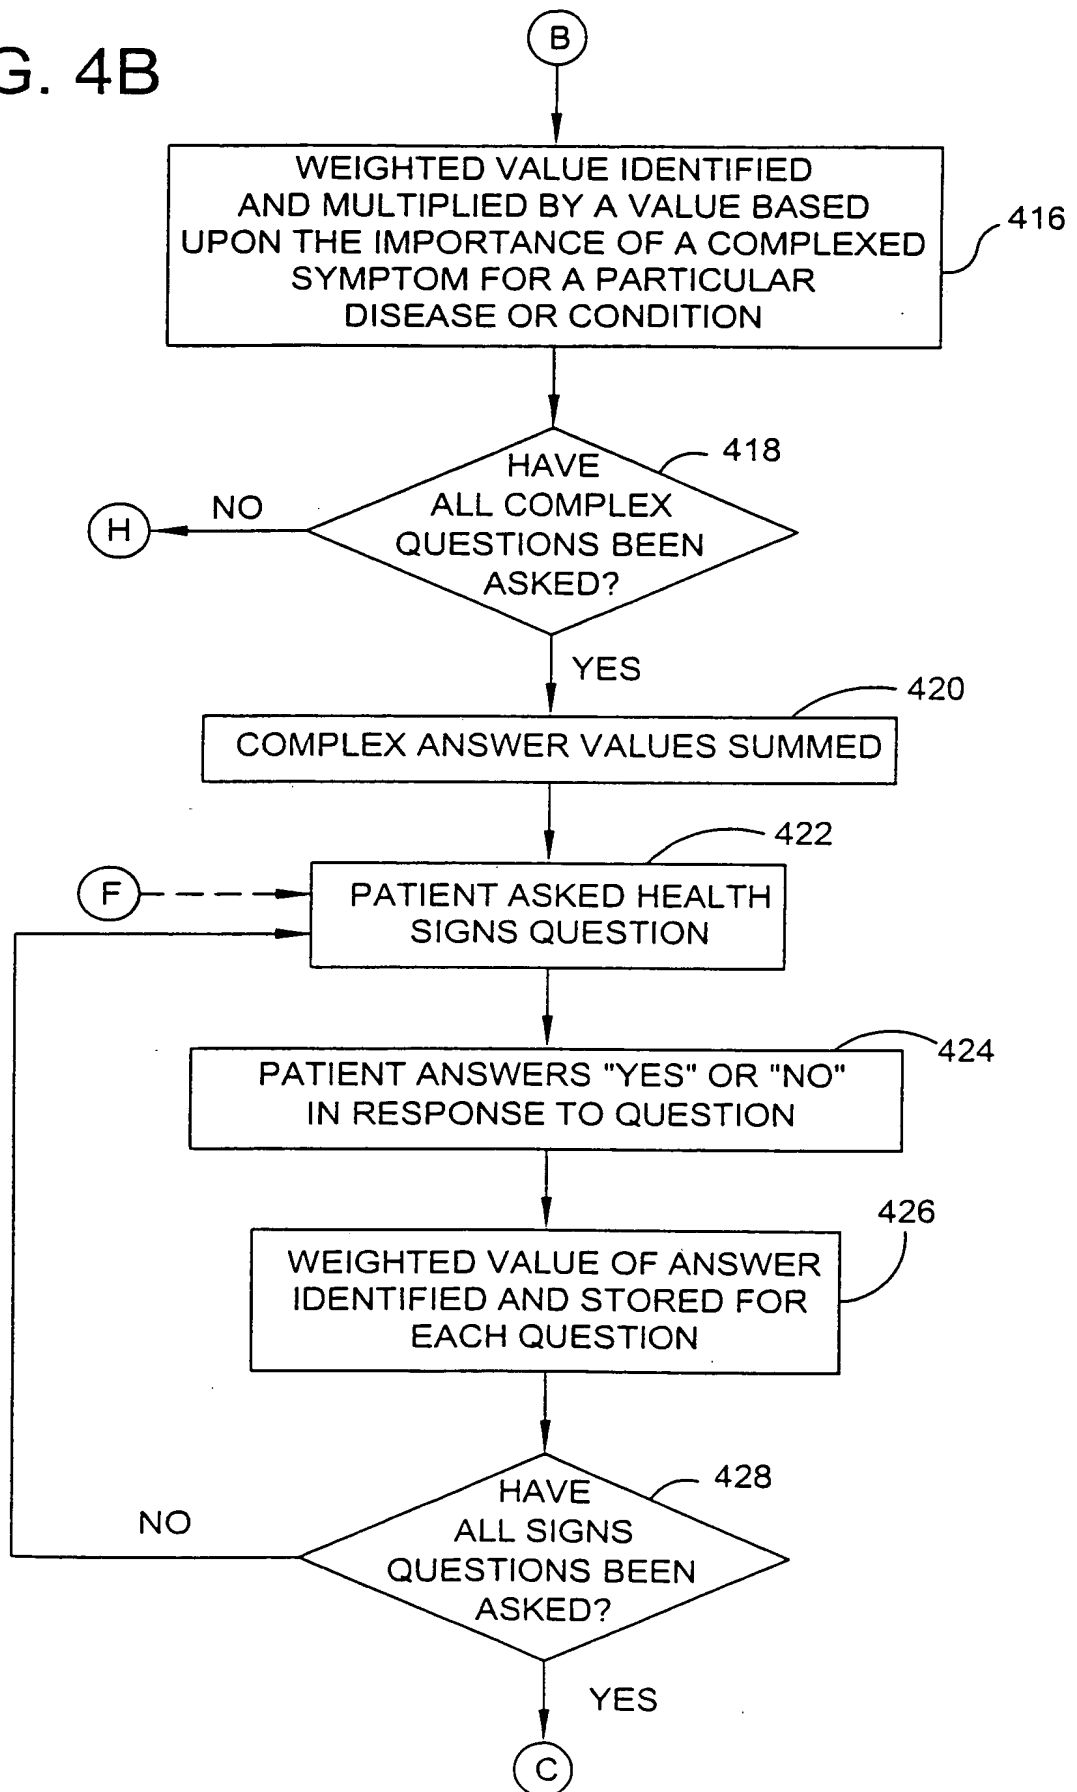 G. 4B
B
WEIGHTED VALUE IDENTIFIED
AND MULTIPLIED BY A VALUE BASED
UPON THE IMPORTANCE OF A COMPLEXED
SYMPTOM FOR A PARTICULAR
DISEASE OR CONDITION
416
HAVE
ALL COMPLEX
QUESTIONS BEEN
ASKED?
418
NO
H
YES
COMPLEX ANSWER VALUES SUMMED
420
F
PATIENT ASKED HEALTH
SIGNS QUESTION
422
PATIENT ANSWERS "YES" OR "NO"
IN RESPONSE TO QUESTION
424
WEIGHTED VALUE OF ANSWER
IDENTIFIED AND STORED FOR
EACH QUESTION
426
HAVE
ALL SIGNS
QUESTIONS BEEN
ASKED?
428
NO
YES
C